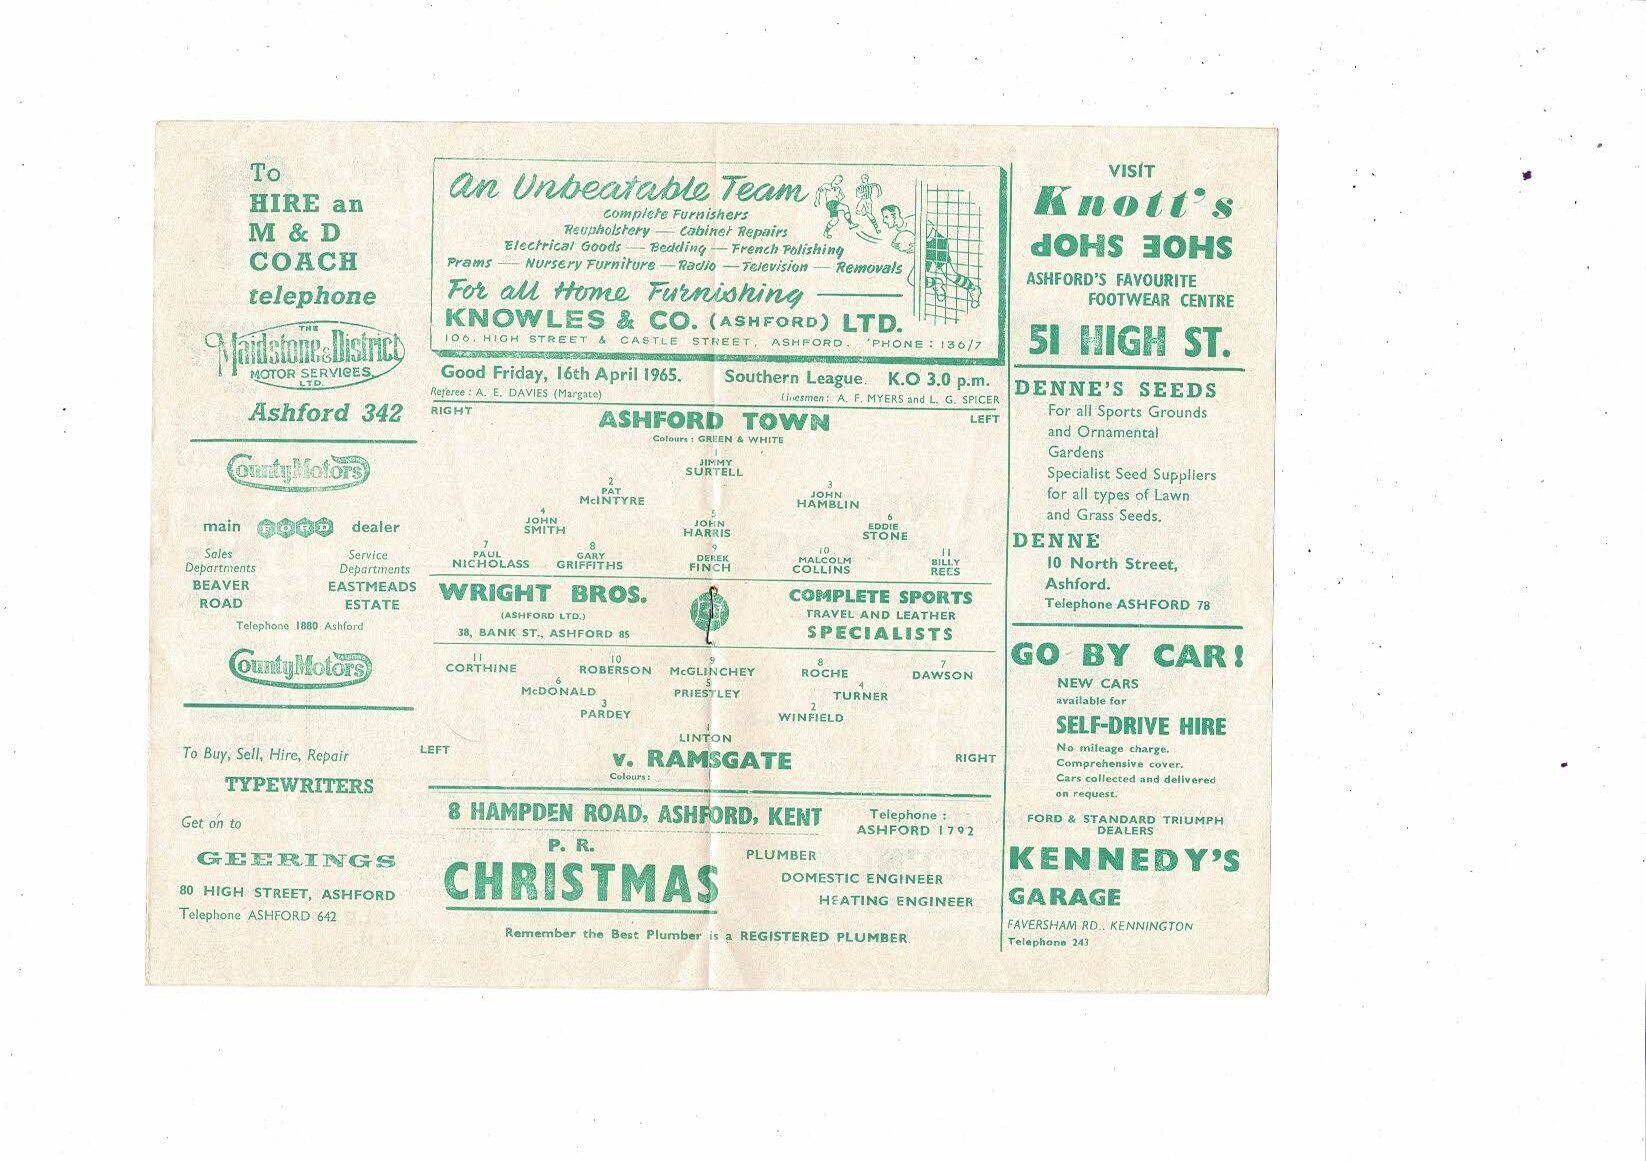 To
HIRE an
M & D
COACH
telephone
THE
Maidstone & District
MOTOR SERVICES
LTD.
Ashford 342
County Motors
main FORD dealer
Sales Departments
BEAVER ROAD
Service Departments
EASTMEADS ESTATE
Telephone 1880 Ashford
County Motors
To Buy, Sell, Hire, Repair
TYPEWRITERS
Get on to
GEERINGS
80 HIGH STREET, ASHFORD
Telephone ASHFORD 642
An Unbeatable Team
Complete Furnishers
Reupholstery — Cabinet Repairs
Electrical Goods — Bedding — French Polishing
Prams — Nursery Furniture — Radio — Television — Removals
For all Home Furnishing
KNOWLES & CO. (ASHFORD) LTD.
106, HIGH STREET & CASTLE STREET, ASHFORD. 'PHONE: 136/7
Good Friday, 16th April 1965. Southern League. K.O 3.0 p.m.
Referee : A. E. DAVIES (Margate) Linesmen : A. F. MYERS and L. G. SPICER
RIGHT ASHFORD TOWN LEFT
Colours : GREEN & WHITE
1
JIMMY
SURTELL
2 3
PAT JOHN
McINTYRE HAMBLIN
4 5 6
JOHN JOHN EDDIE
SMITH HARRIS STONE
7 8 9 10 11
PAUL GARY DEREK MALCOLM BILLY
NICHOLASS GRIFFITHS FINCH COLLINS REES
WRIGHT BROS.
(ASHFORD LTD.)
38, BANK ST., ASHFORD 85
COMPLETE SPORTS
TRAVEL AND LEATHER
SPECIALISTS
11 10 9 8 7
CORTHINE ROBERSON McGLINCHEY ROCHE DAWSON
6 5 4
McDONALD PRIESTLEY TURNER
3 2
PARDEY WINFIELD
1
LINTON
LEFT v. RAMSGATE RIGHT
Colours :
8 HAMPDEN ROAD, ASHFORD, KENT
Telephone :
ASHFORD 1792
P. R.
CHRISTMAS
PLUMBER
DOMESTIC ENGINEER
HEATING ENGINEER
Remember the Best Plumber is a REGISTERED PLUMBER
VISIT
Knott's
dOHS ƎOHS
ASHFORD'S FAVOURITE
FOOTWEAR CENTRE
51 HIGH ST.
DENNE'S SEEDS
For all Sports Grounds
and Ornamental
Gardens
Specialist Seed Suppliers
for all types of Lawn
and Grass Seeds.
DENNE
10 North Street,
Ashford.
Telephone ASHFORD 78
GO BY CAR!
NEW CARS
available for
SELF-DRIVE HIRE
No mileage charge.
Comprehensive cover.
Cars collected and delivered
on request.
FORD & STANDARD TRIUMPH
DEALERS
KENNEDY'S
GARAGE
FAVERSHAM RD., KENNINGTON
Telephone 243